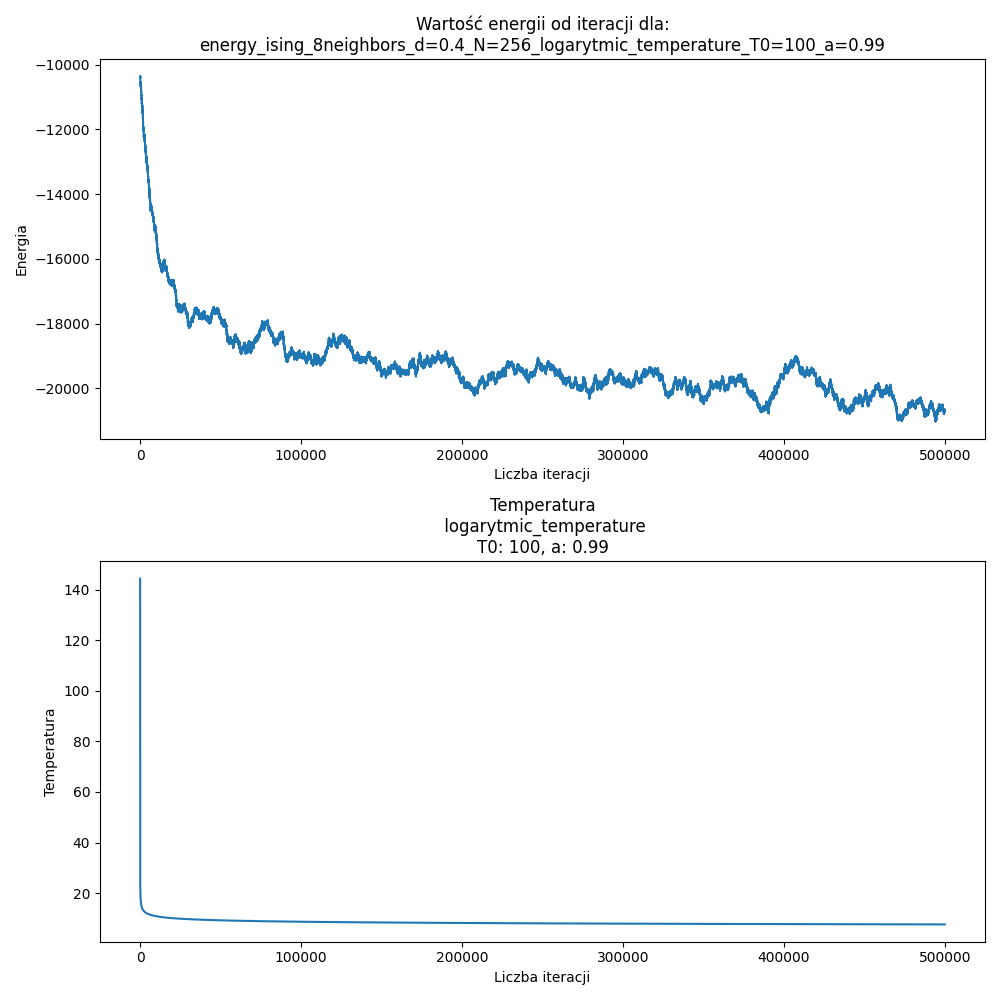 Wartość energii od iteracji dla:
energy_ising_8neighbors_d=0.4_N=256_logarytmic_temperature_T0=100_a=0.99
−10000
−12000
−14000
−16000
−18000
−20000
Energia
0 100000 200000 300000 400000 500000
Liczba iteracji
Temperatura
logarytmic_temperature
T0: 100, a: 0.99
140
120
100
80
60
40
20
Temperatura
0 100000 200000 300000 400000 500000
Liczba iteracji